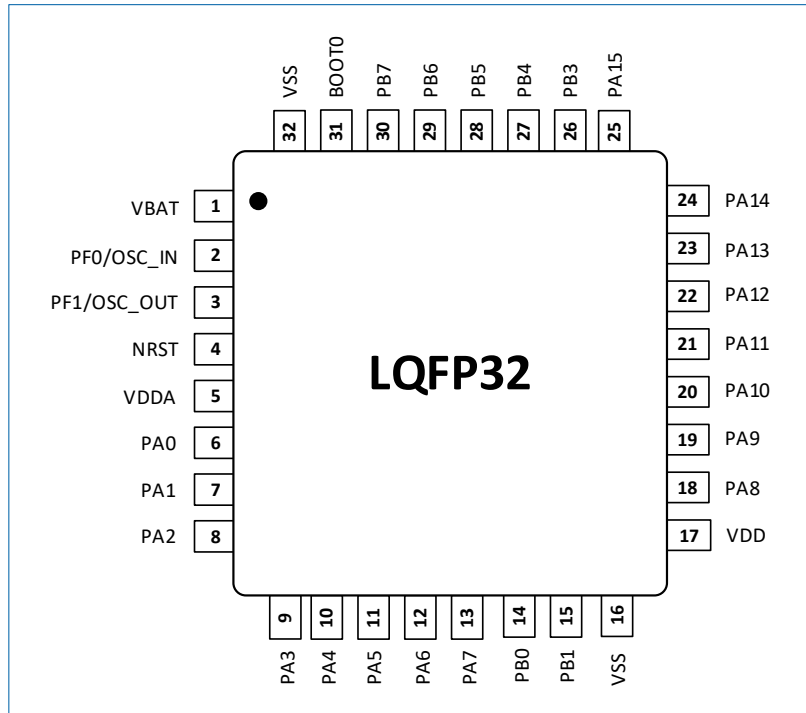 VSS
BOOT0
PB7
PB6
PB5
PB4
PB3
PA15
32
31
30
29
28
27
26
25
VBAT 1
PF0/OSC_IN 2
PF1/OSC_OUT 3
NRST 4
VDDA 5
PA0 6
PA1 7
PA2 8
LQFP32
24 PA14
23 PA13
22 PA12
21 PA11
20 PA10
19 PA9
18 PA8
17 VDD
9
10
11
12
13
14
15
16
PA3
PA4
PA5
PA6
PA7
PB0
PB1
VSS